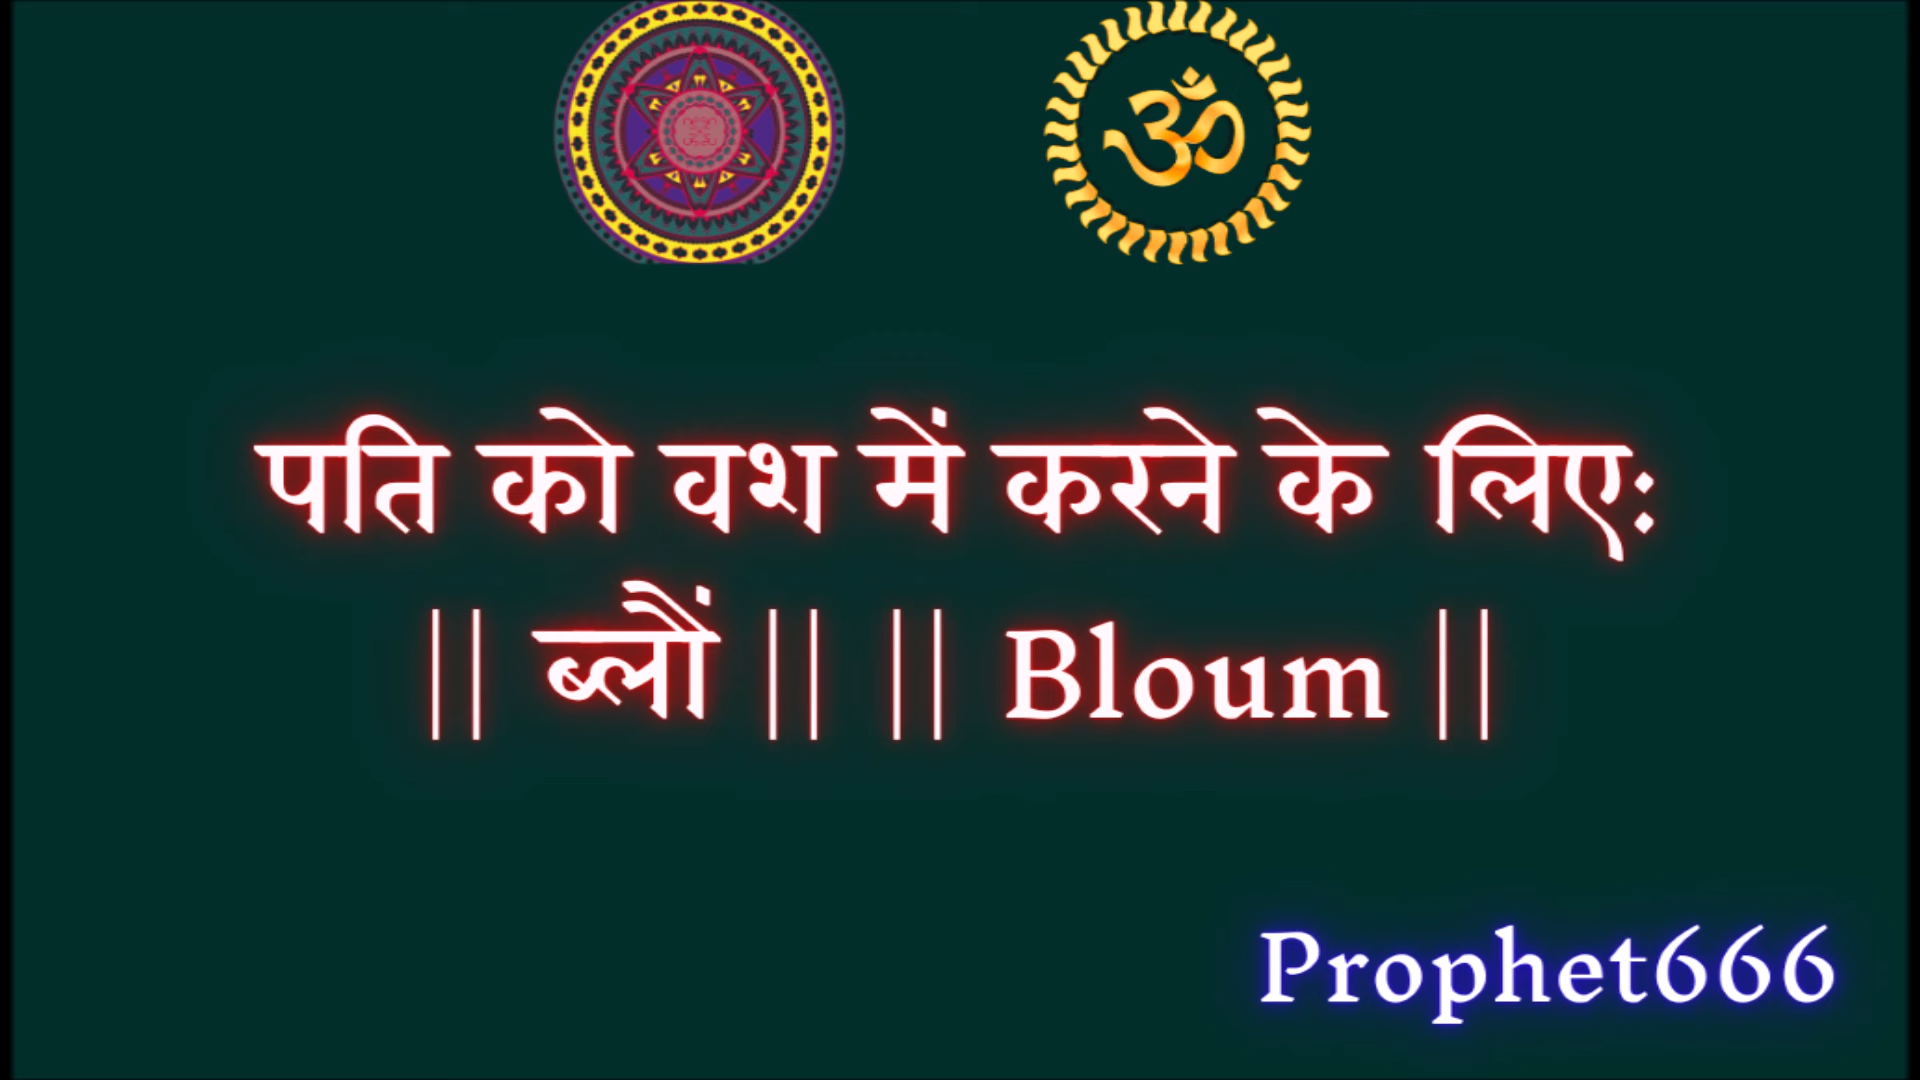 ॐ
पति को वश में करने के लिए:
|| ब्लौं || || Bloum ||
Prophet666